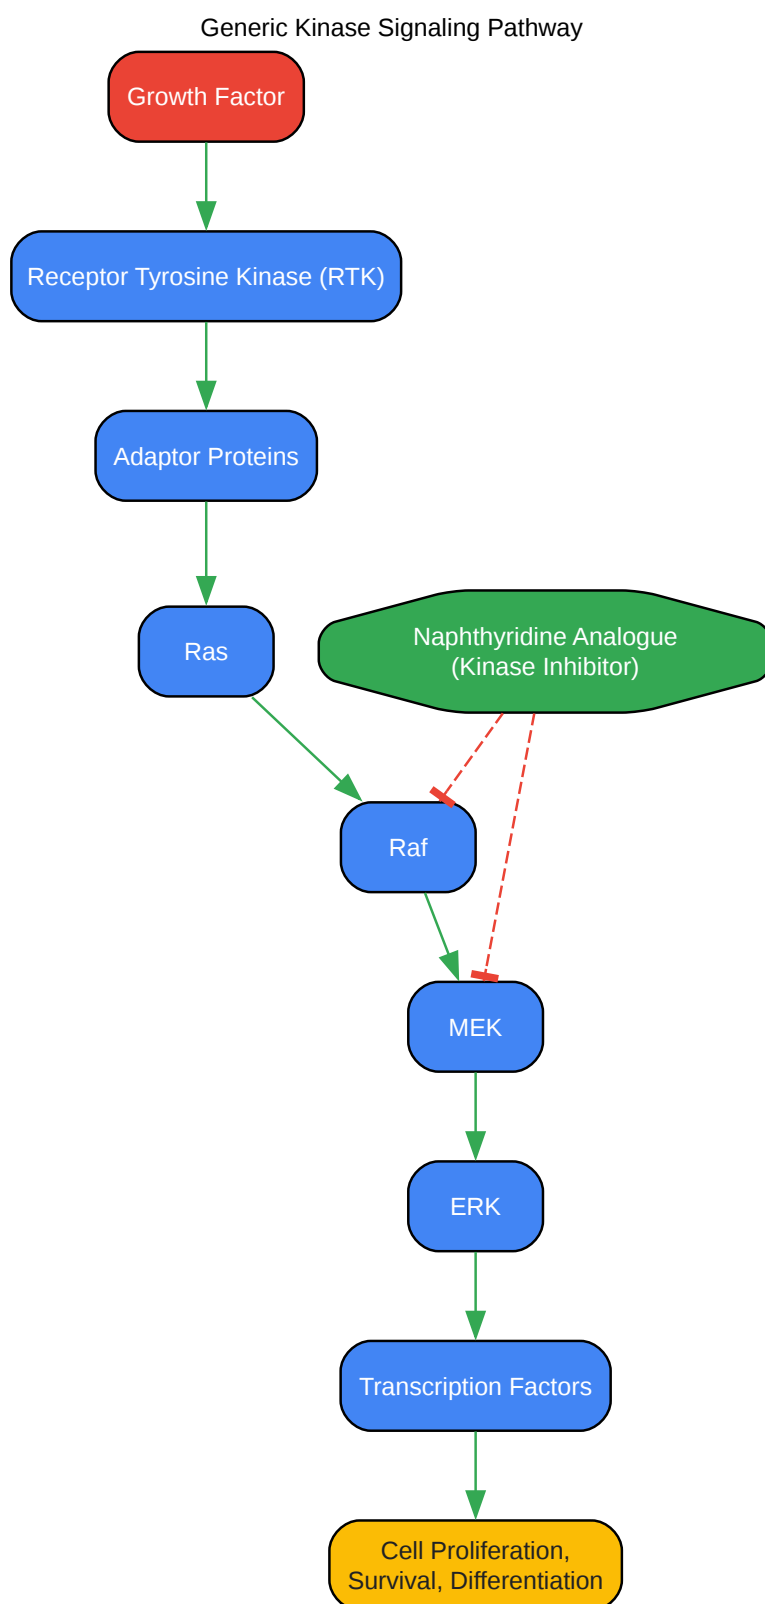 Generic Kinase Signaling Pathway
Growth Factor
Receptor Tyrosine Kinase (RTK)
Adaptor Proteins
Ras
Naphthyridine Analogue
(Kinase Inhibitor)
Raf
MEK
ERK
Transcription Factors
Cell Proliferation,
Survival, Differentiation